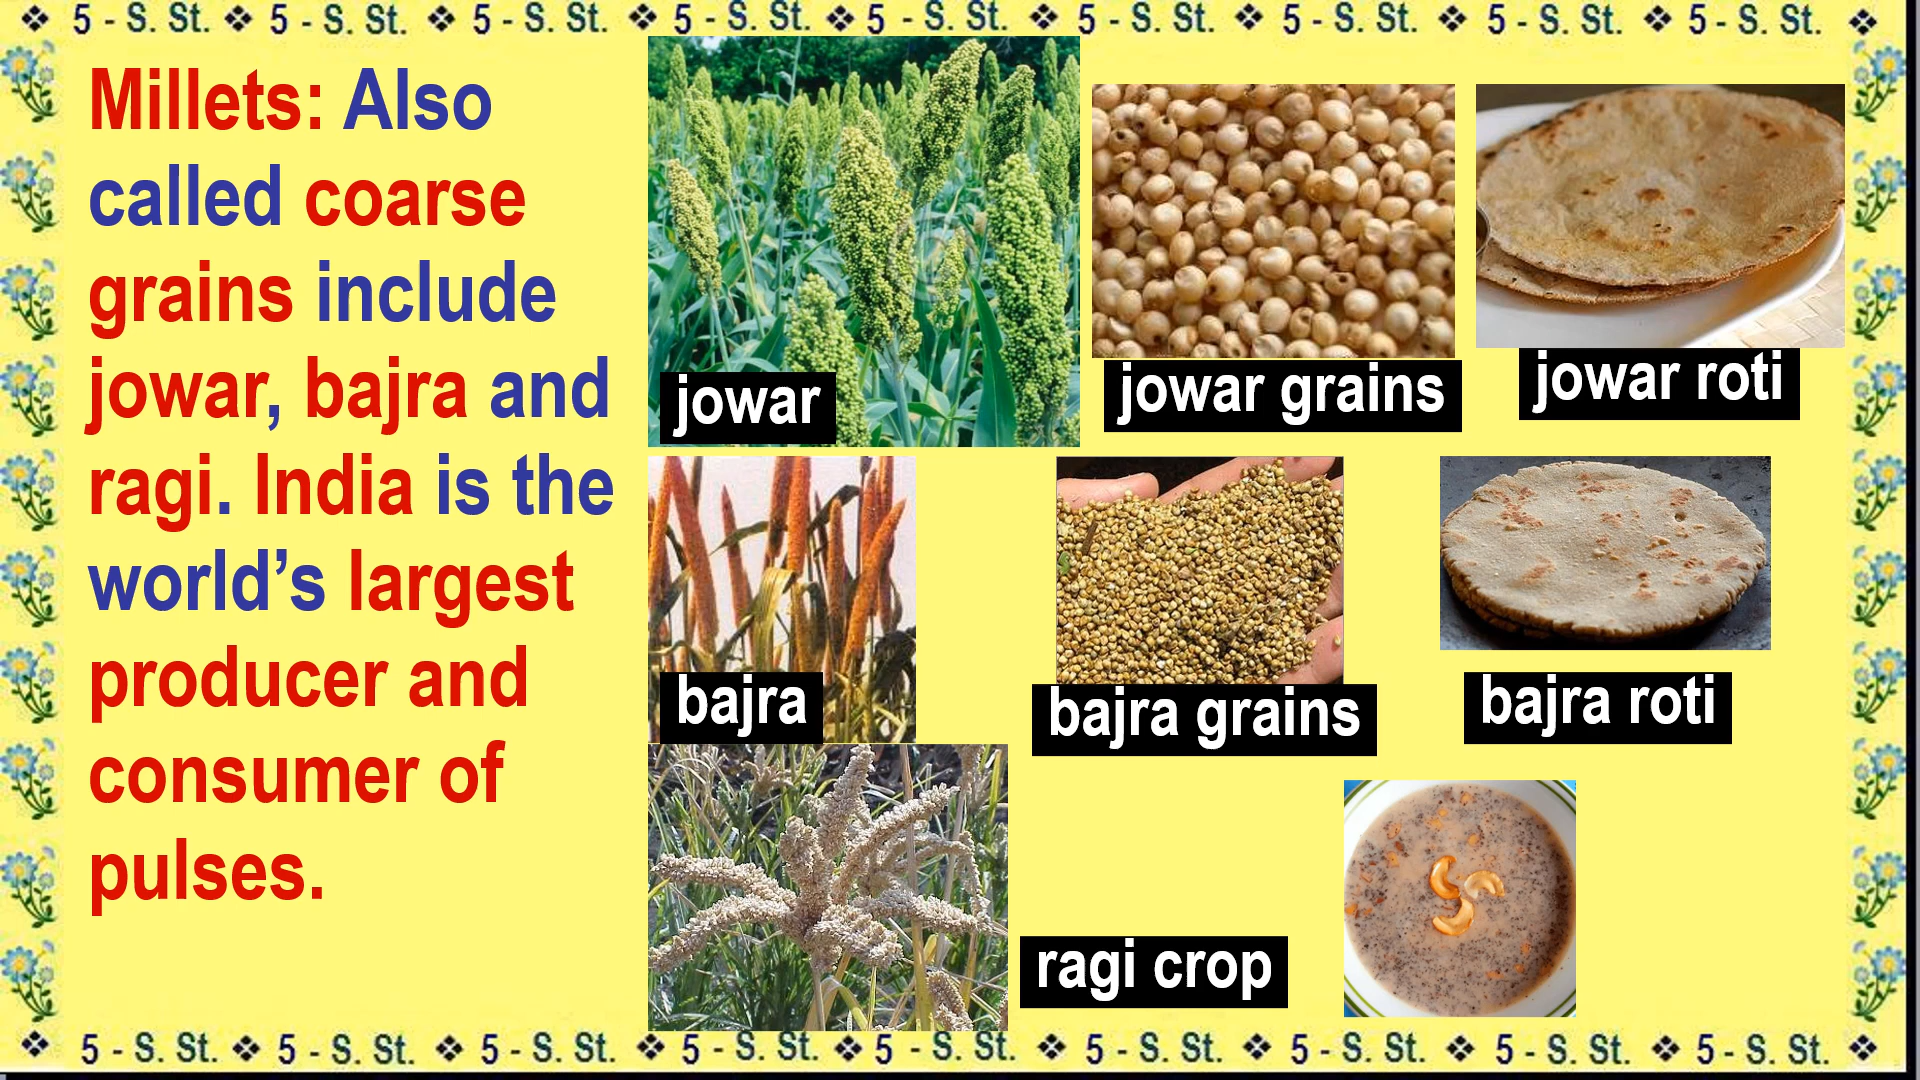 ❖ 5 - S. St. ❖ 5 - S. St. ❖ 5 - S. St. ❖ 5 - S. St. ❖ 5 - S. St. ❖ 5 - S. St. ❖ 5 - S. St. ❖ 5 - S. St. ❖ 5 - S. St. ❖
Millets: Also
called coarse
grains include
jowar, bajra and
ragi. India is the
world’s largest
producer and
consumer of
pulses.
jowar
jowar grains
jowar roti
bajra
bajra grains
bajra roti
ragi crop
❖ 5 - S. St. ❖ 5 - S. St. ❖ 5 - S. St. ❖ 5 - S. St. ❖ 5 - S. St. ❖ 5 - S. St. ❖ 5 - S. St. ❖ 5 - S. St. ❖ 5 - S. St. ❖